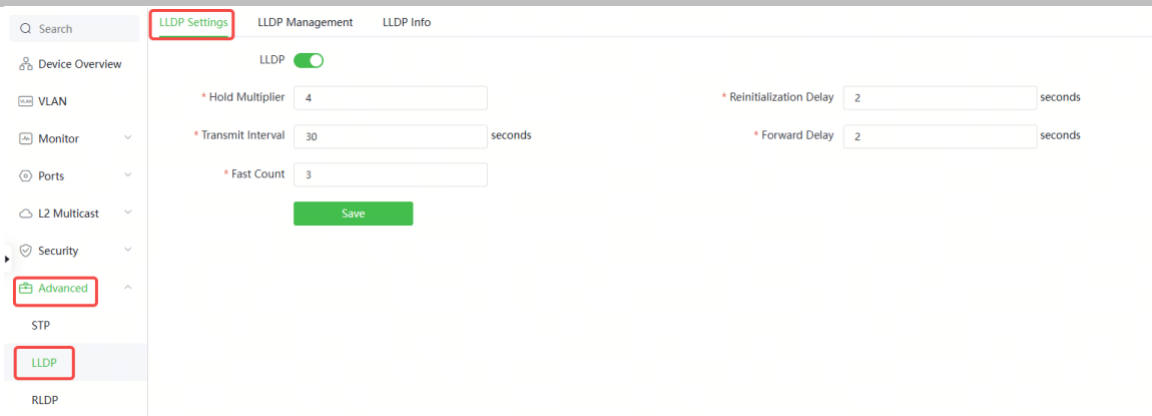 Search
Device Overview
VLAN VLAN
Monitor
Ports
L2 Multicast
Security
Advanced
STP
LLDP
RLDP
LLDP Settings LLDP Management LLDP Info
LLDP
* Hold Multiplier 4
* Reinitialization Delay 2 seconds
* Transmit Interval 30 seconds
* Forward Delay 2 seconds
* Fast Count 3
Save